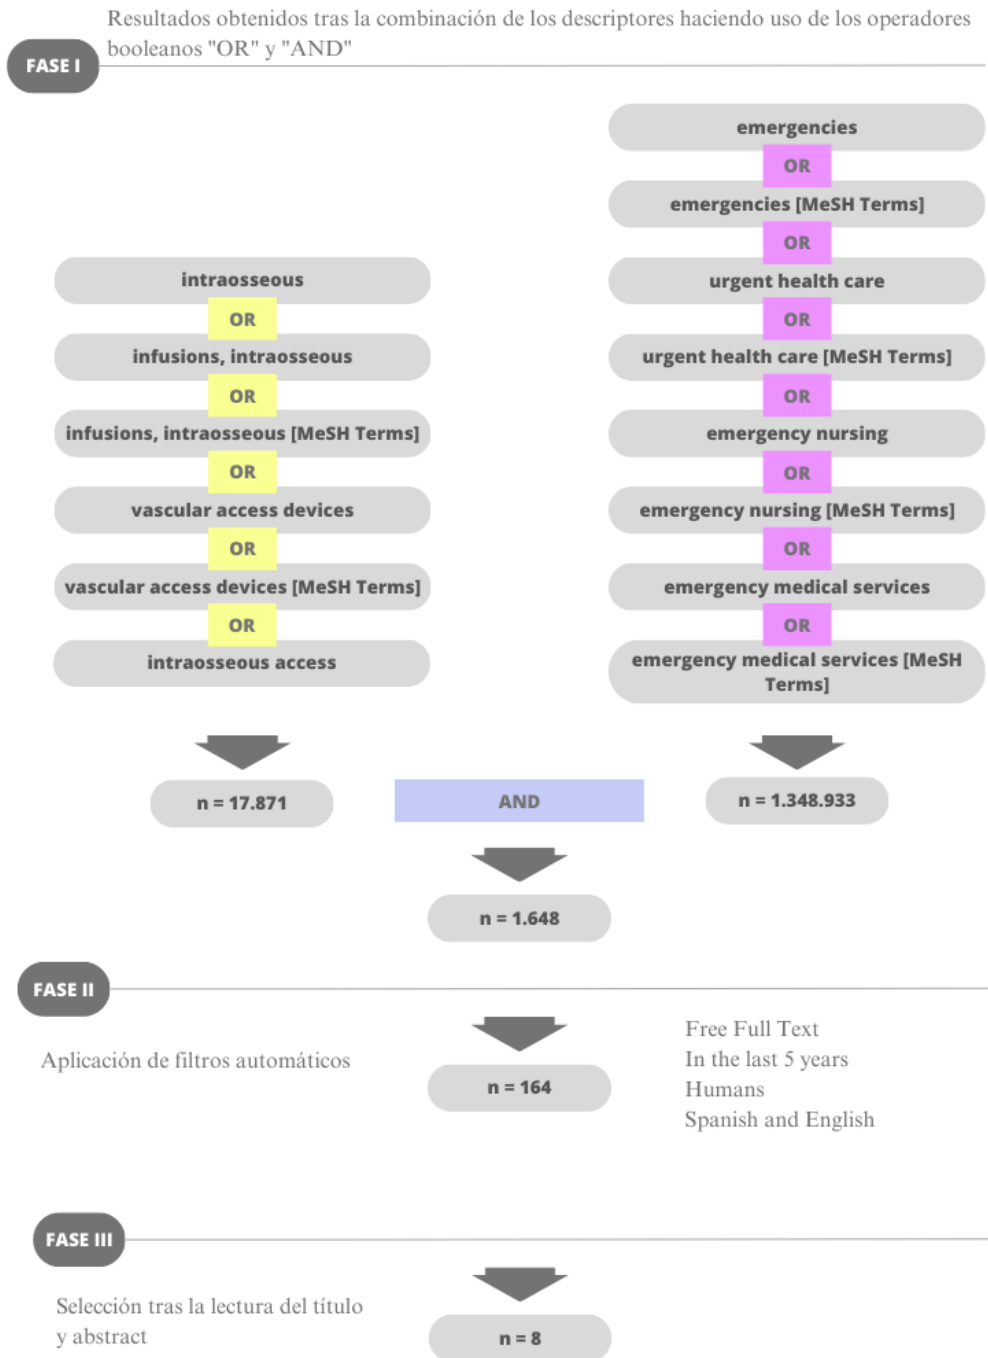 Resultados obtenidos tras la combinación de los descriptores haciendo uso de los operadores
booleanos "OR" y "AND"
FASE I
intraosseous
OR
infusions, intraosseous
OR
infusions, intraosseous [MeSH Terms]
OR
vascular access devices
OR
vascular access devices [MeSH Terms]
OR
intraosseous access
n = 17.871
emergencies
OR
emergencies [MeSH Terms]
OR
urgent health care
OR
urgent health care [MeSH Terms]
OR
emergency nursing
OR
emergency nursing [MeSH Terms]
OR
emergency medical services
OR
emergency medical services [MeSH
Terms]
n = 1.348.933
AND
n = 1.648
FASE II
Aplicación de filtros automáticos
n = 164
Free Full Text
In the last 5 years
Humans
Spanish and English
FASE III
Selección tras la lectura del título
y abstract
n = 8